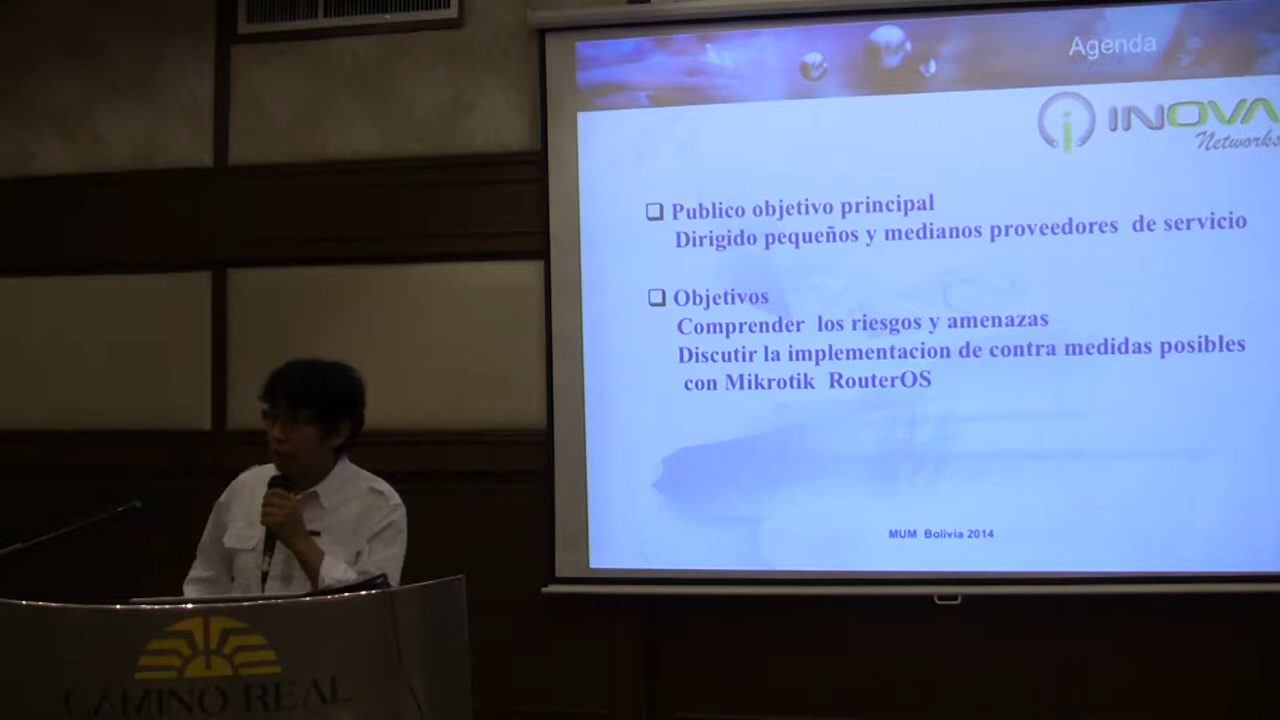 Agenda
INOVA
Networks
Publico objetivo principal
Dirigido pequeños y medianos proveedores de servicio
Objetivos
Comprender los riesgos y amenazas
Discutir la implementacion de contra medidas posibles
con Mikrotik RouterOS
MUM Bolivia 2014
CAMINO REAL